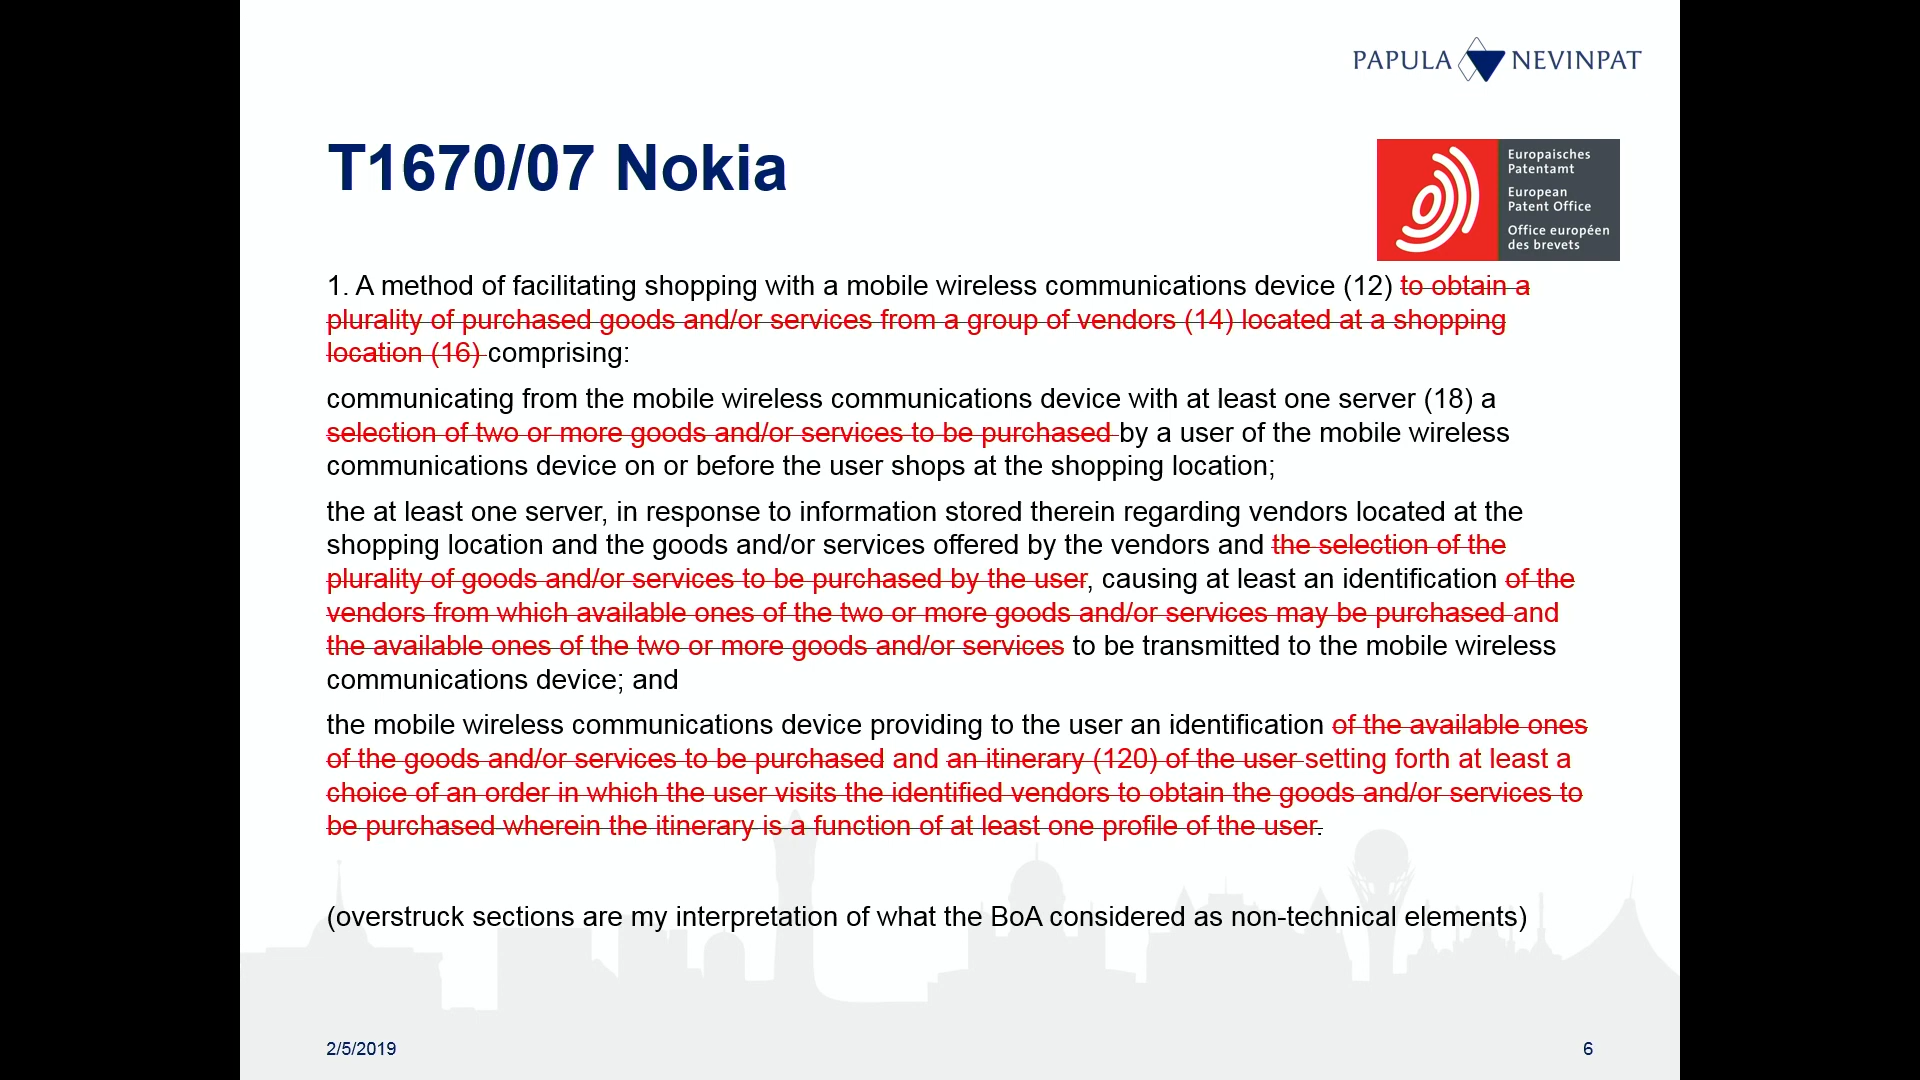 PAPULA NEVINPAT
T1670/07 Nokia
Europaisches
Patentamt
European
Patent Office
Office européen
des brevets
1. A method of facilitating shopping with a mobile wireless communications device (12) to obtain a
plurality of purchased goods and/or services from a group of vendors (14) located at a shopping
location (16) comprising:
communicating from the mobile wireless communications device with at least one server (18) a
selection of two or more goods and/or services to be purchased by a user of the mobile wireless
communications device on or before the user shops at the shopping location;
the at least one server, in response to information stored therein regarding vendors located at the
shopping location and the goods and/or services offered by the vendors and the selection of the
plurality of goods and/or services to be purchased by the user, causing at least an identification of the
vendors from which available ones of the two or more goods and/or services may be purchased and
the available ones of the two or more goods and/or services to be transmitted to the mobile wireless
communications device; and
the mobile wireless communications device providing to the user an identification of the available ones
of the goods and/or services to be purchased and an itinerary (120) of the user setting forth at least a
choice of an order in which the user visits the identified vendors to obtain the goods and/or services to
be purchased wherein the itinerary is a function of at least one profile of the user.
(overstruck sections are my interpretation of what the BoA considered as non-technical elements)
2/5/2019
6